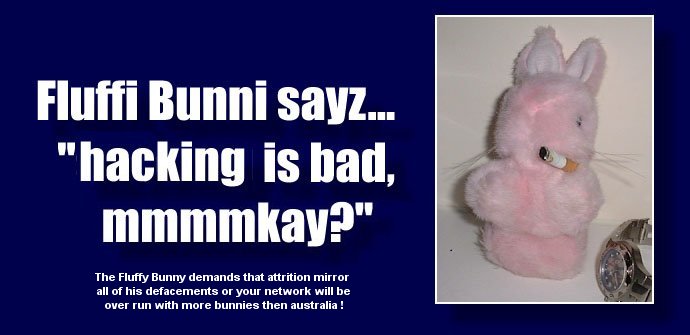 Fluffi Bunni sayz...
"hacking is bad,
mmmmkay?"
The Fluffy Bunny demands that attrition mirror
all of his defacements or your network will be
over run with more bunnies then australia !